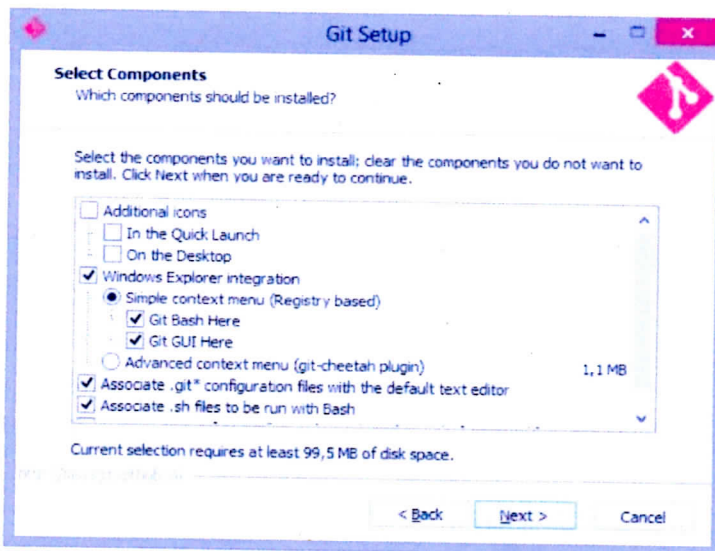 Git Setup
Select Components
Which components should be installed?
Select the components you want to install; clear the components you do not want to
install. Click Next when you are ready to continue.
Additional icons
In the Quick Launch
On the Desktop
Windows Explorer integration
Simple context menu (Registry based)
Git Bash Here
Git GUI Here
Advanced context menu (git-cheetah plugin) 1,1 MB
Associate .git* configuration files with the default text editor
Associate .sh files to be run with Bash
Current selection requires at least 99,5 MB of disk space.
< Back Next > Cancel